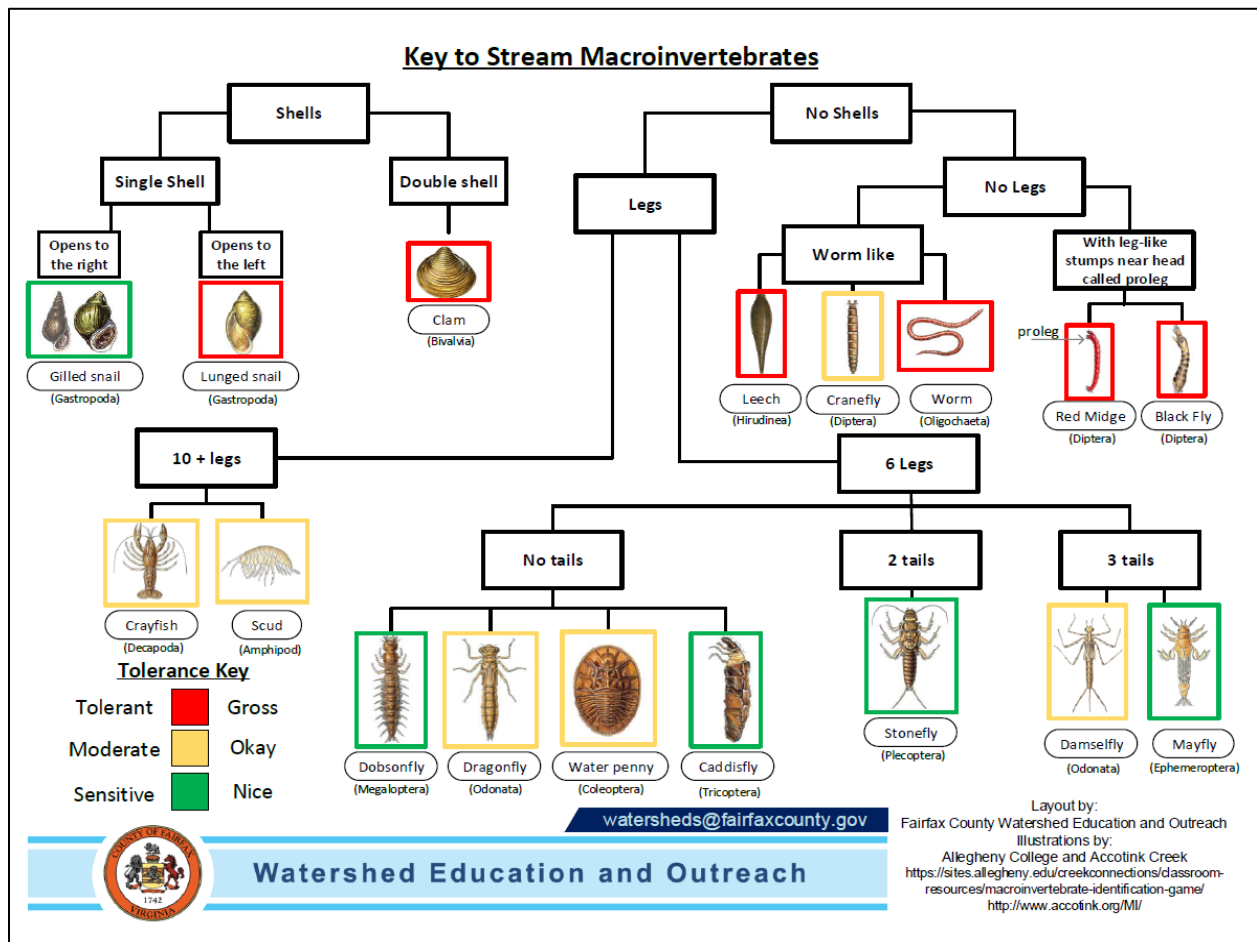 Key to Stream Macroinvertebrates
Shells
No Shells
Single Shell
Double shell
Legs
No Legs
Opens to
the right
Opens to
the left
Worm like
With leg-like
stumps near head
called proleg
Gilled snail
(Gastropoda)
Lunged snail
(Gastropoda)
Clam
(Bivalvia)
proleg
Leech
(Hirudinea)
Cranefly
(Diptera)
Worm
(Oligochaeta)
Red Midge
(Diptera)
Black Fly
(Diptera)
10 + legs
6 Legs
Crayfish
(Decapoda)
Scud
(Amphipod)
No tails
2 tails
3 tails
Dobsonfly
(Megaloptera)
Dragonfly
(Odonata)
Water penny
(Coleoptera)
Caddisfly
(Tricoptera)
Stonefly
(Plecoptera)
Damselfly
(Odonata)
Mayfly
(Ephemeroptera)
Tolerance Key
Tolerant Gross
Moderate Okay
Sensitive Nice
watersheds@fairfaxcounty.gov
Watershed Education and Outreach
COUNTY OF FAIRFAX
1742
VIRGINIA
Layout by:
Fairfax County Watershed Education and Outreach
Illustrations by:
Allegheny College and Accotink Creek
https://sites.allegheny.edu/creekconnections/classroom-
resources/macroinvertebrate-identification-game/
http://www.accotink.org/MI/